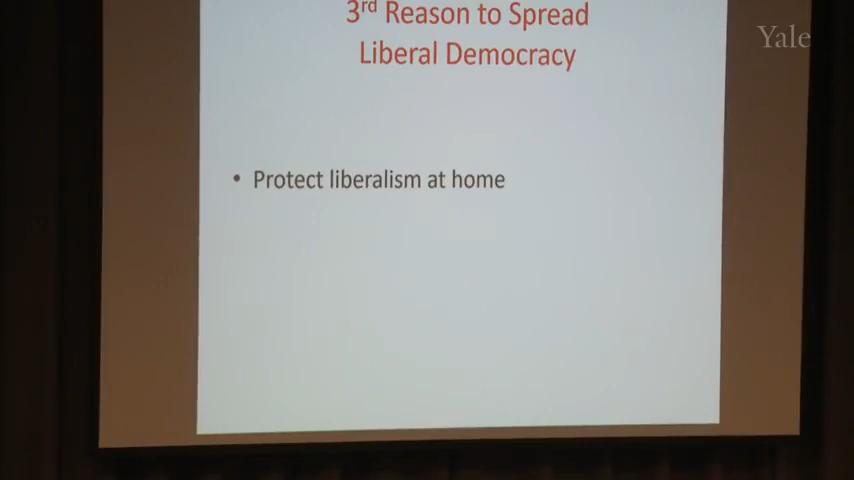 3rd Reason to Spread
Liberal Democracy
Yale
• Protect liberalism at home